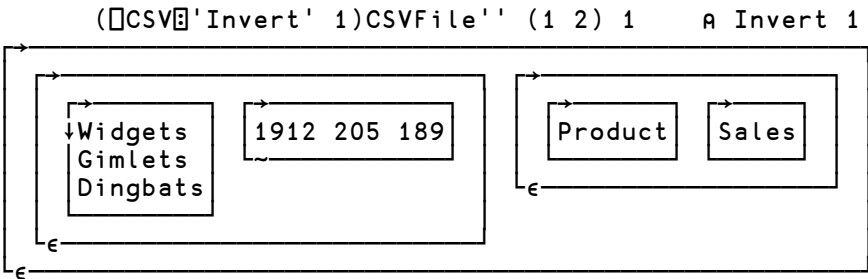 (⎕CSV⍠'Invert' 1)CSVFile'' (1 2) 1 ⍝ Invert 1
┌→─────────────────────────────────────────────────────┐
│ ┌→──────────────────────────┐ ┌→──────────────────┐ │
│ │ ┌→───────┐ ┌→───────────┐ │ │ ┌→──────┐ ┌→────┐ │ │
│ │ ↓Widgets │ │1912 205 189│ │ │ │Product│ │Sales│ │ │
│ │ │Gimlets │ └~───────────┘ │ │ └───────┘ └─────┘ │ │
│ │ │Dingbats│ │ └∊──────────────────┘ │
│ │ └────────┘ │ │
│ └∊──────────────────────────┘ │
└∊─────────────────────────────────────────────────────┘